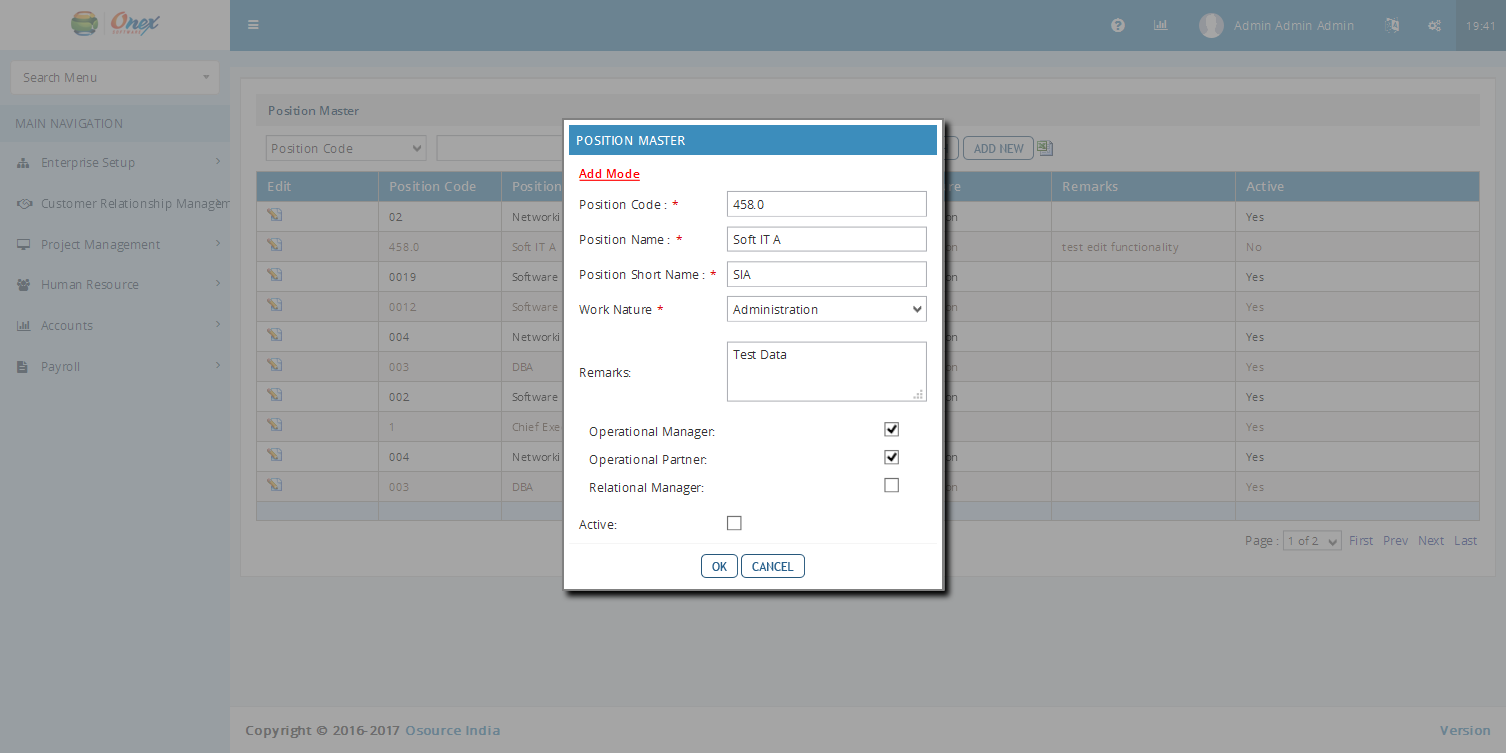 Onex
SOFTWARE
Admin Admin Admin
19:41
Search Menu
MAIN NAVIGATION
Enterprise Setup
Customer Relationship Managem
Project Management
Human Resource
Accounts
Payroll
Position Master
Position Code
ADD NEW
Edit Position Code Position re Remarks Active
02 Networki on Yes
458.0 Soft IT A on test edit functionality No
0019 Software on Yes
0012 Software on Yes
004 Networki on Yes
003 DBA on Yes
002 Software on Yes
1 Chief Exe on Yes
004 Networki on Yes
003 DBA on Yes
Page : 1 of 2 First Prev Next Last
POSITION MASTER
Add Mode
Position Code : * 458.0
Position Name : * Soft IT A
Position Short Name : * SIA
Work Nature * Administration
Remarks: Test Data
Operational Manager:
Operational Partner:
Relational Manager:
Active:
OK CANCEL
Copyright © 2016-2017 Osource India
Version